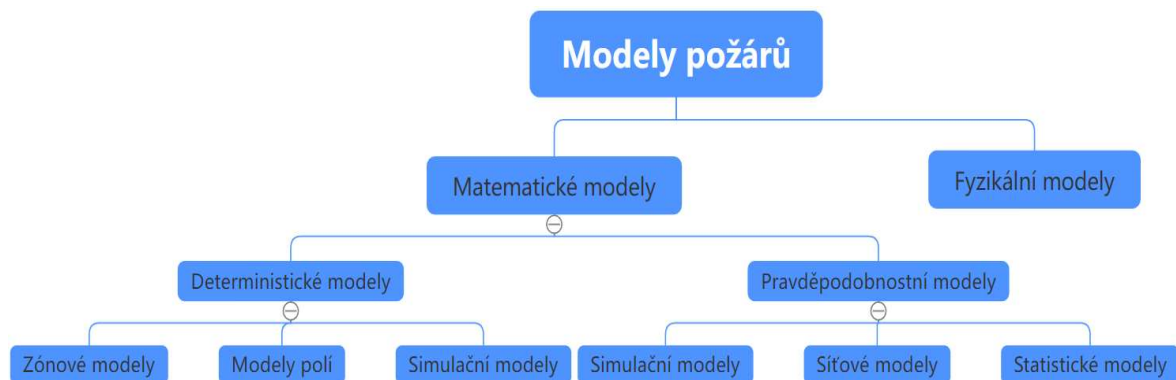 Modely požárů
Matematické modely
Fyzikální modely
Deterministické modely
Pravděpodobnostní modely
Zónové modely
Modely polí
Simulační modely
Simulační modely
Síťové modely
Statistické modely